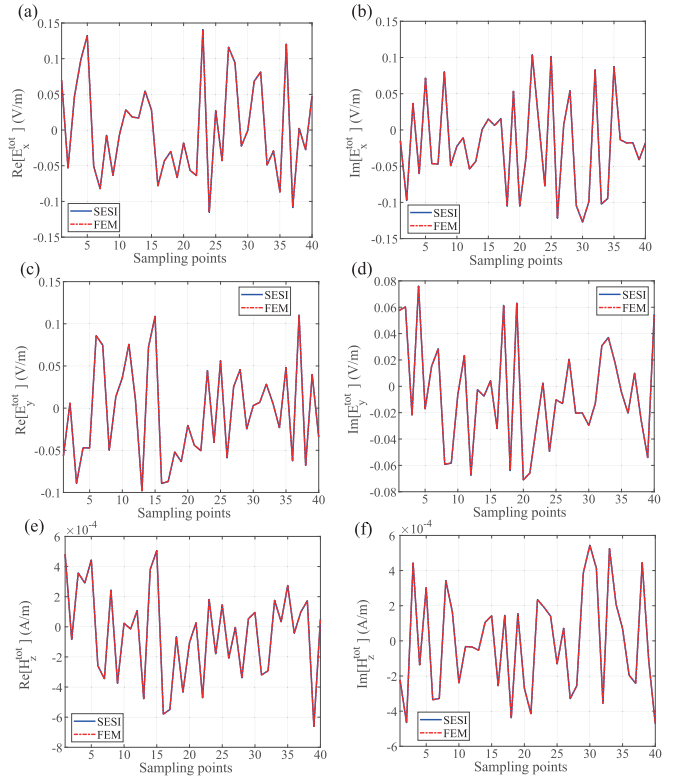 (a)
0.15
0.1
0.05
0
-0.05
-0.1
-0.15
Re[E_x^tot] (V/m)
SESI
FEM
5 10 15 20 25 30 35 40
Sampling points
(b)
0.15
0.1
0.05
0
-0.05
-0.1
-0.15
Im[E_x^tot] (V/m)
SESI
FEM
5 10 15 20 25 30 35 40
Sampling points
(c)
0.15
0.1
0.05
0
-0.05
-0.1
Re[E_y^tot] (V/m)
SESI
FEM
5 10 15 20 25 30 35 40
Sampling points
(d)
0.08
0.06
0.04
0.02
0
-0.02
-0.04
-0.06
-0.08
Im[E_y^tot] (V/m)
SESI
FEM
5 10 15 20 25 30 35 40
Sampling points
(e)
×10^-4
6
4
2
0
-2
-4
-6
-8
Re[H_z^tot] (A/m)
SESI
FEM
5 10 15 20 25 30 35 40
Sampling points
(f)
×10^-4
6
4
2
0
-2
-4
-6
Im[H_z^tot] (A/m)
SESI
FEM
5 10 15 20 25 30 35 40
Sampling points